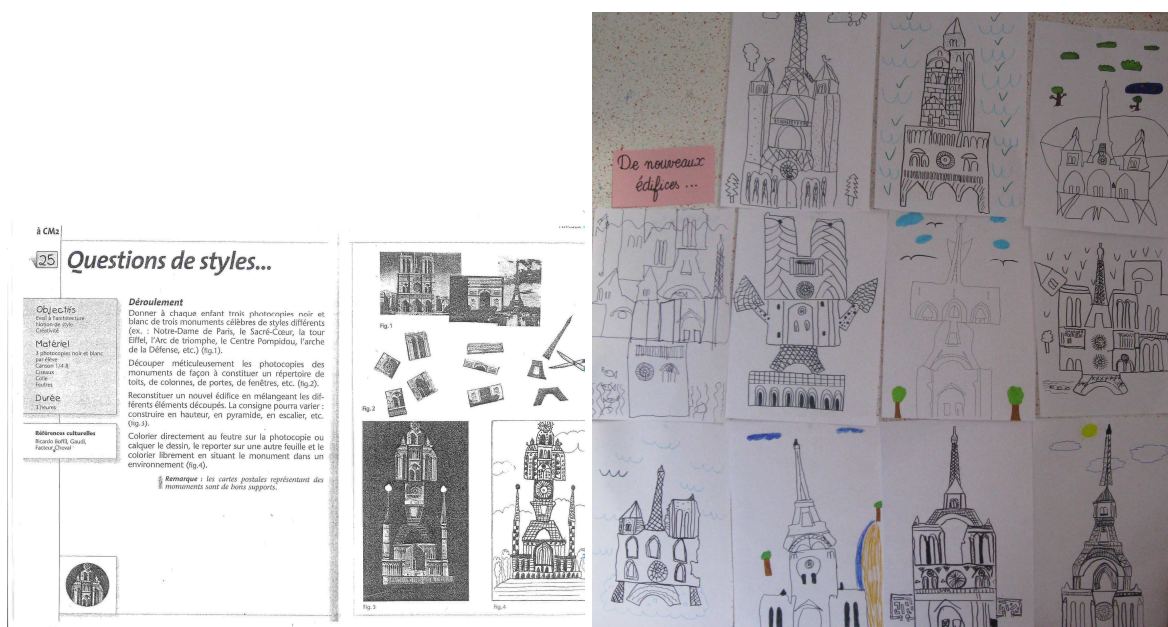 à CM2
25
Questions de styles...
Objectifs
Éveil à l'architecture
Notion de style
Créativité
Matériel
3 photocopies noir et blanc
par élève
Canson 1/4 R
Ciseaux
Colle
Feutres
Durée
3 heures
Références culturelles
Ricardo Bofill, Gaudi,
Facteur Cheval
Déroulement
Donner à chaque enfant trois photocopies noir et
blanc de trois monuments célèbres de styles différents
(ex. : Notre-Dame de Paris, le Sacré-Cœur, la tour
Eiffel, l'Arc de triomphe, le Centre Pompidou, l'arche
de la Défense, etc.) (fig.1).
Découper méticuleusement les photocopies des
monuments de façon à constituer un répertoire de
toits, de colonnes, de portes, de fenêtres, etc. (fig.2).
Reconstituer un nouvel édifice en mélangeant les dif-
férents éléments découpés. La consigne pourra varier :
construire en hauteur, en pyramide, en escalier, etc.
(fig.3).
Colorier directement au feutre sur la photocopie ou
calquer le dessin, le reporter sur une autre feuille et le
colorier librement en situant le monument dans un
environnement (fig.4).
Remarque : les cartes postales représentant des
monuments sont de bons supports.
Fig.1
Fig.2
Fig.3
Fig.4
De nouveaux
édifices ...